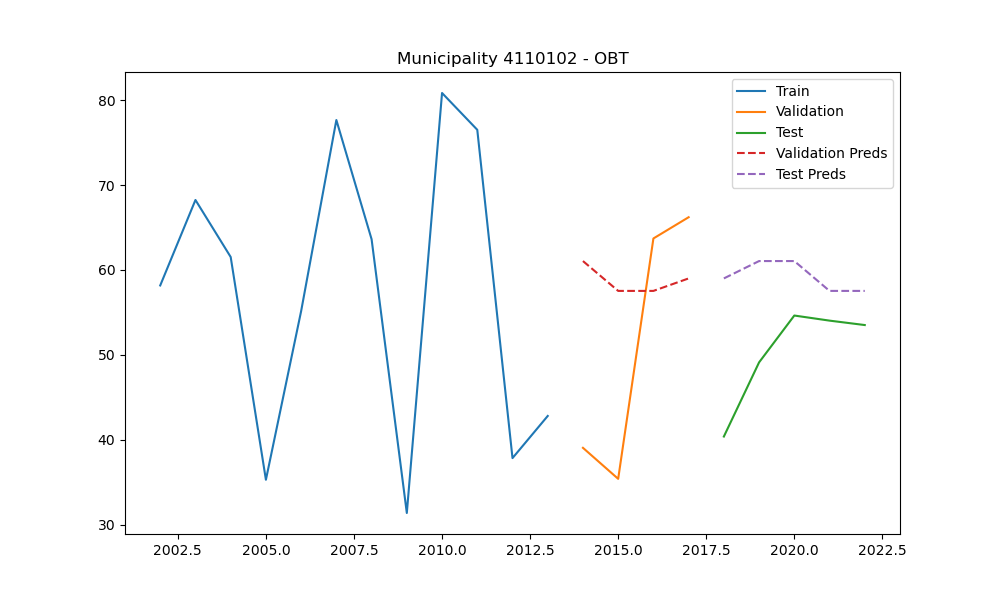 Municipality 4110102 - OBT
Train
Validation
Test
Validation Preds
Test Preds
80
70
60
50
40
30
2002.5 2005.0 2007.5 2010.0 2012.5 2015.0 2017.5 2020.0 2022.5